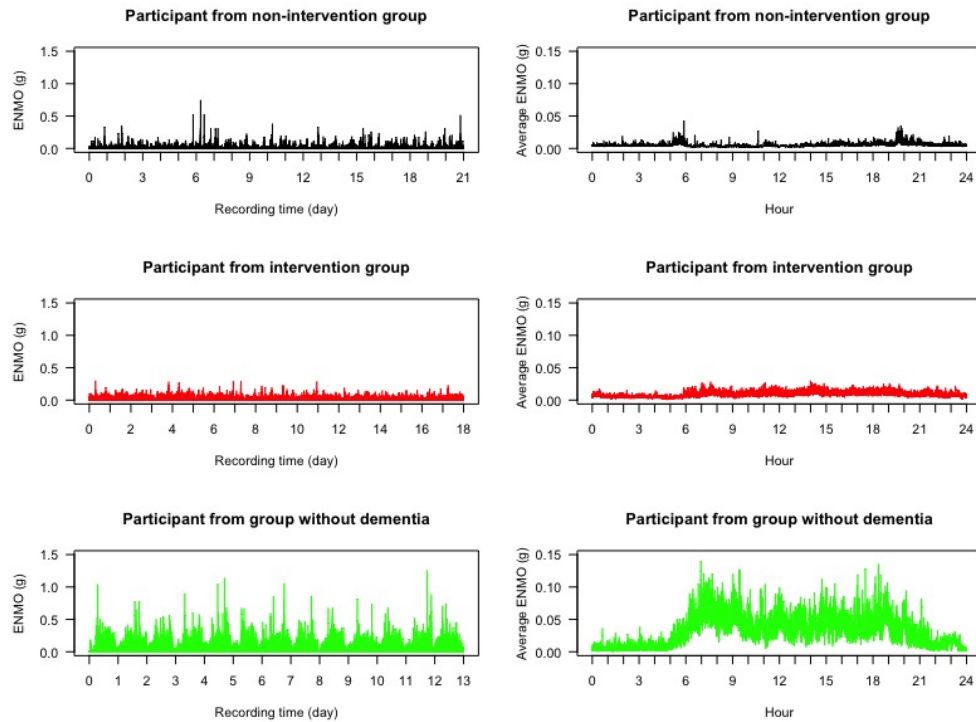 Participant from non-intervention group
ENMO (g)
1.5
1.0
0.5
0.0
0 3 6 9 12 15 18 21
Recording time (day)
Participant from non-intervention group
Average ENMO (g)
0.15
0.10
0.05
0.00
0 3 6 9 12 15 18 21 24
Hour
Participant from intervention group
ENMO (g)
1.5
1.0
0.5
0.0
0 2 4 6 8 10 12 14 16 18
Recording time (day)
Participant from intervention group
Average ENMO (g)
0.15
0.10
0.05
0.00
0 3 6 9 12 15 18 21 24
Hour
Participant from group without dementia
ENMO (g)
1.5
1.0
0.5
0.0
0 1 2 3 4 5 6 7 8 9 10 11 12 13
Recording time (day)
Participant from group without dementia
Average ENMO (g)
0.15
0.10
0.05
0.00
0 3 6 9 12 15 18 21 24
Hour